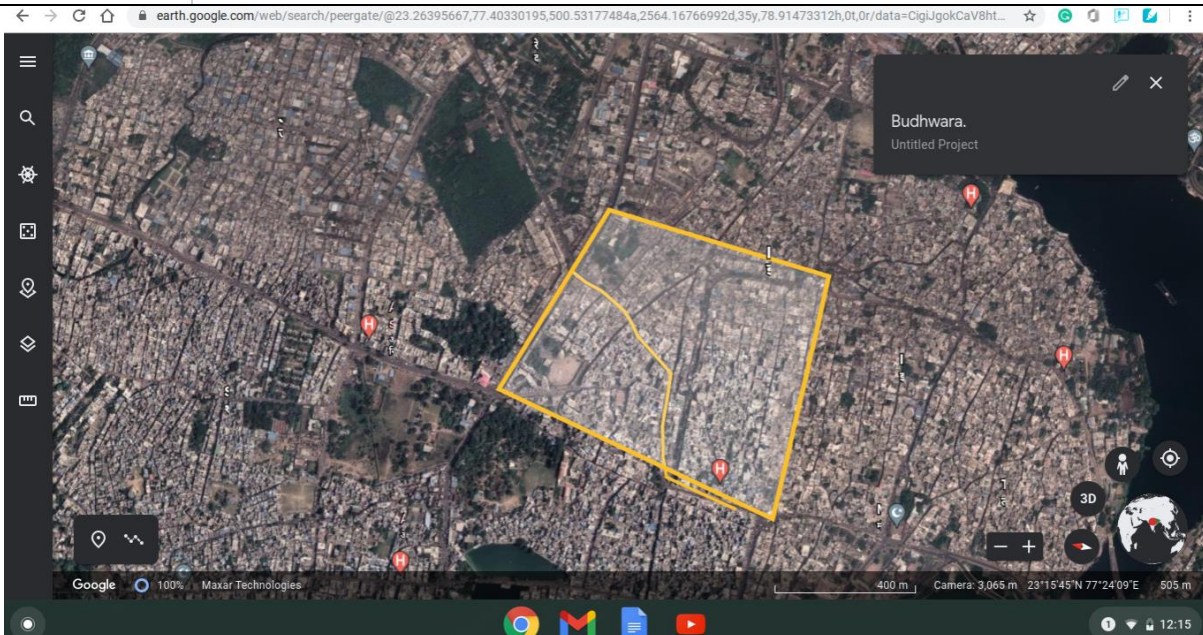 earth.google.com/web/search/peergate/@23.26395667,77.40330195,500.53177484a,2564.16766992d,35y,78.91473312h,0t,0r/data=CigiJgokCaV8ht...
Budhwara.
Untitled Project
H
H
H
H
H
3D
Google
100%
Maxar Technologies
400 m
Camera: 3,065 m
23°15'45"N 77°24'09"E
505 m
1
12:15